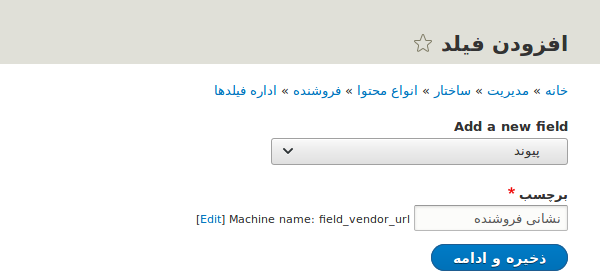 افزودن فیلد
خانه » مدیریت » ساختار » انواع محتوا » فروشنده » اداره فیلدها
Add a new field
پیوند
برچسب *
نشانی فروشنده Machine name: field_vendor_url [Edit]
ذخیره و ادامه